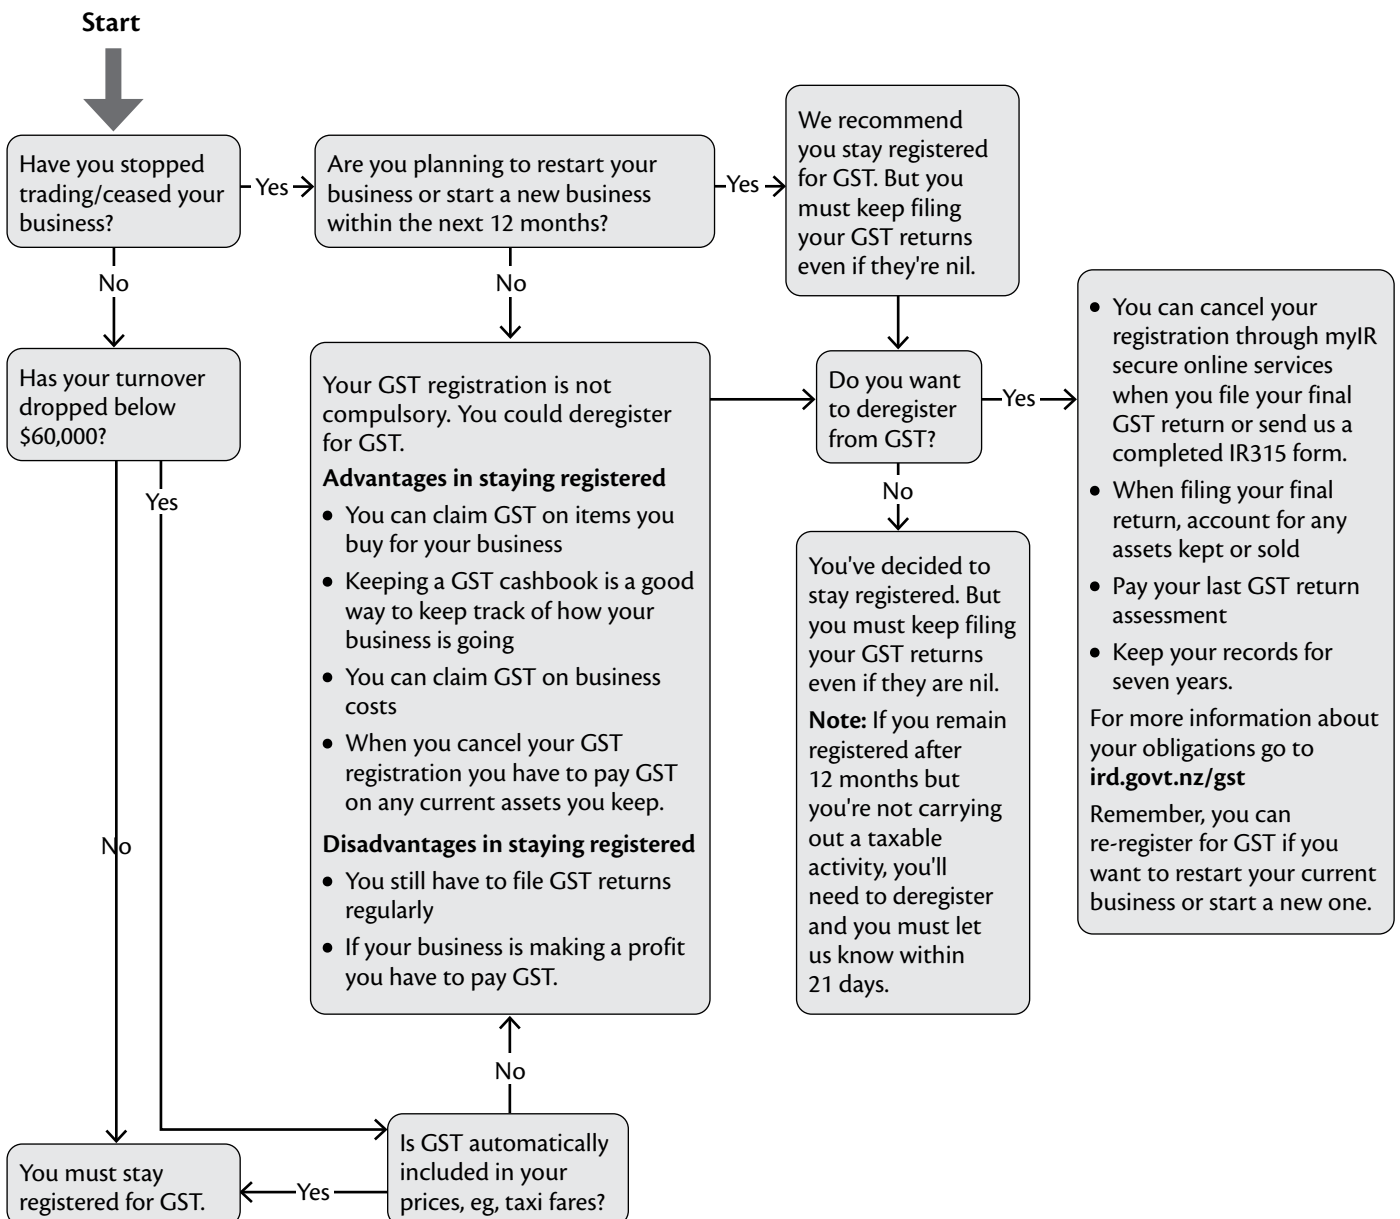 Start
Have you stopped
trading/ceased your
business?
Yes
Are you planning to restart your
business or start a new business
within the next 12 months?
Yes
We recommend
you stay registered
for GST. But you
must keep filing
your GST returns
even if they're nil.
No
No
Has your turnover
dropped below
$60,000?
Yes
No
Your GST registration is not
compulsory. You could deregister
for GST.
Advantages in staying registered
• You can claim GST on items you
buy for your business
• Keeping a GST cashbook is a good
way to keep track of how your
business is going
• You can claim GST on business
costs
• When you cancel your GST
registration you have to pay GST
on any current assets you keep.
Disadvantages in staying registered
• You still have to file GST returns
regularly
• If your business is making a profit
you have to pay GST.
Do you want
to deregister
from GST?
Yes
No
You've decided to
stay registered. But
you must keep filing
your GST returns
even if they are nil.
Note: If you remain
registered after
12 months but
you're not carrying
out a taxable
activity, you'll
need to deregister
and you must let
us know within
21 days.
• You can cancel your
registration through myIR
secure online services
when you file your final
GST return or send us a
completed IR315 form.
• When filing your final
return, account for any
assets kept or sold
• Pay your last GST return
assessment
• Keep your records for
seven years.
For more information about
your obligations go to
ird.govt.nz/gst
Remember, you can
re-register for GST if you
want to restart your current
business or start a new one.
No
Is GST automatically
included in your
prices, eg, taxi fares?
Yes
You must stay
registered for GST.